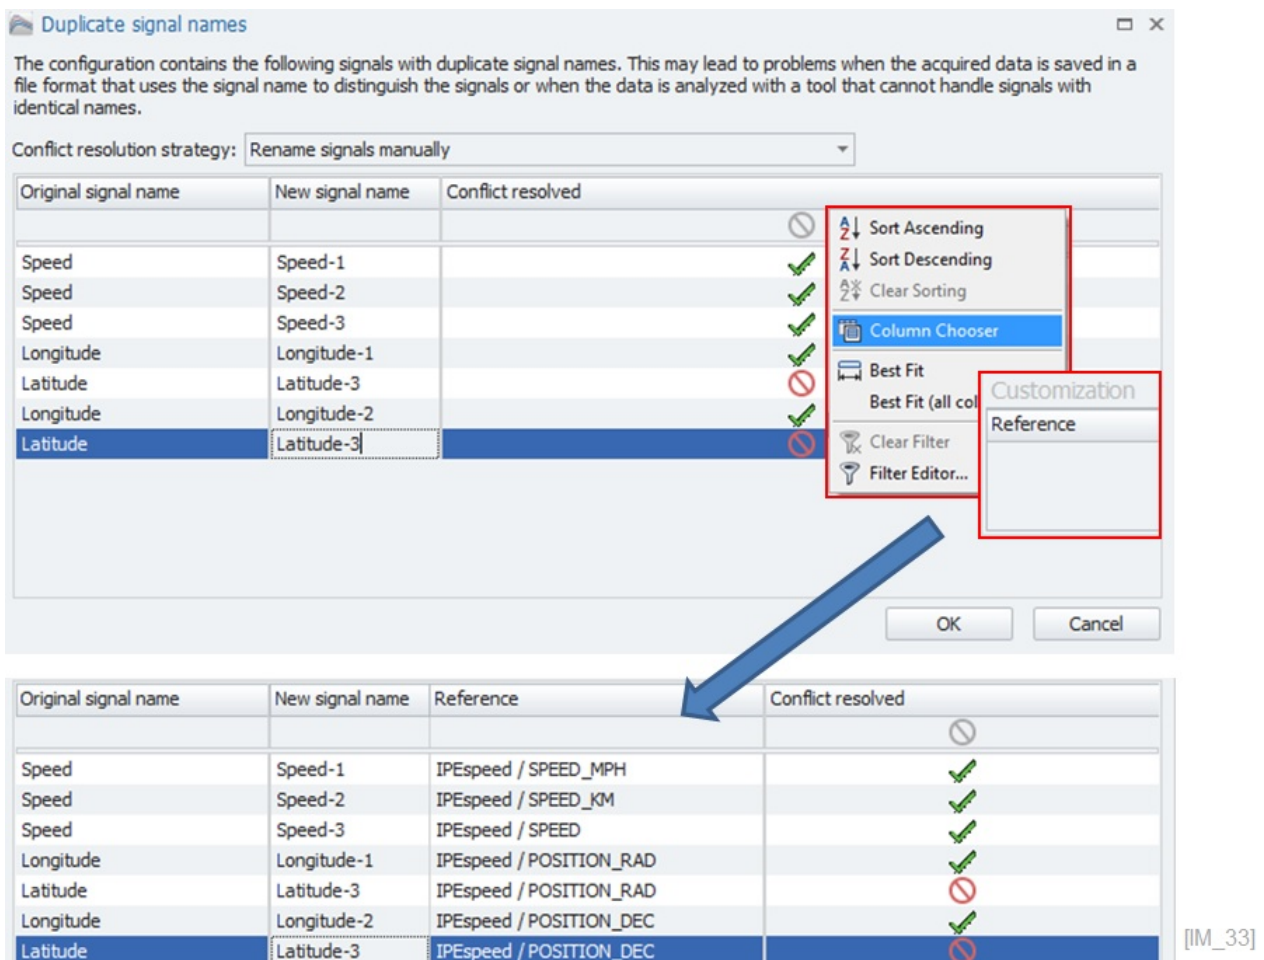 Duplicate signal names
The configuration contains the following signals with duplicate signal names. This may lead to problems when the acquired data is saved in a
file format that uses the signal name to distinguish the signals or when the data is analyzed with a tool that cannot handle signals with
identical names.
Conflict resolution strategy: Rename signals manually
Original signal name New signal name Conflict resolved
Speed Speed-1
Speed Speed-2
Speed Speed-3
Longitude Longitude-1
Latitude Latitude-3
Longitude Longitude-2
Latitude Latitude-3
Sort Ascending
Sort Descending
Clear Sorting
Column Chooser
Best Fit
Best Fit (all col
Clear Filter
Filter Editor...
Customization
Reference
OK Cancel
Original signal name New signal name Reference Conflict resolved
Speed Speed-1 IPEspeed / SPEED_MPH
Speed Speed-2 IPEspeed / SPEED_KM
Speed Speed-3 IPEspeed / SPEED
Longitude Longitude-1 IPEspeed / POSITION_RAD
Latitude Latitude-3 IPEspeed / POSITION_RAD
Longitude Longitude-2 IPEspeed / POSITION_DEC
Latitude Latitude-3 IPEspeed / POSITION_DEC
[IM_33]